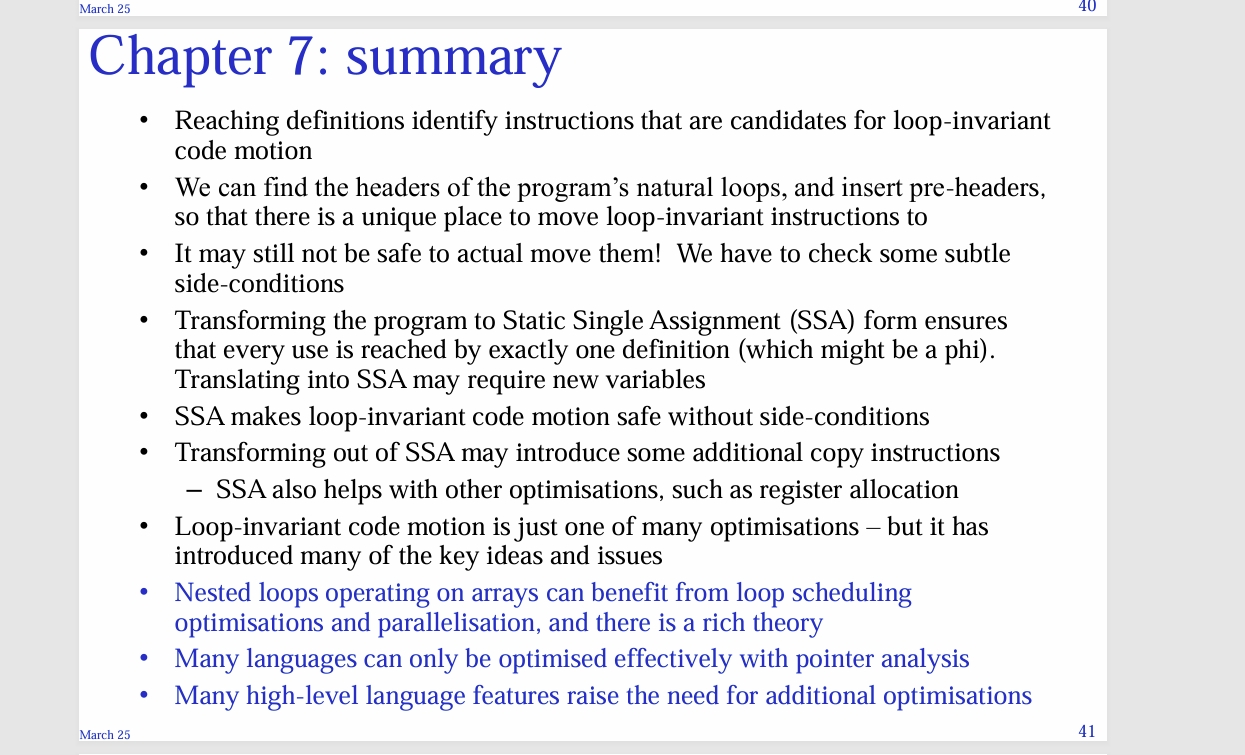 March 25
40
Chapter 7: summary
• Reaching definitions identify instructions that are candidates for loop-invariant
code motion
• We can find the headers of the program’s natural loops, and insert pre-headers,
so that there is a unique place to move loop-invariant instructions to
• It may still not be safe to actual move them!  We have to check some subtle
side-conditions
• Transforming the program to Static Single Assignment (SSA) form ensures
that every use is reached by exactly one definition (which might be a phi).
Translating into SSA may require new variables
• SSA makes loop-invariant code motion safe without side-conditions
• Transforming out of SSA may introduce some additional copy instructions
– SSA also helps with other optimisations, such as register allocation
• Loop-invariant code motion is just one of many optimisations – but it has
introduced many of the key ideas and issues
• Nested loops operating on arrays can benefit from loop scheduling
optimisations and parallelisation, and there is a rich theory
• Many languages can only be optimised effectively with pointer analysis
• Many high-level language features raise the need for additional optimisations
March 25
41